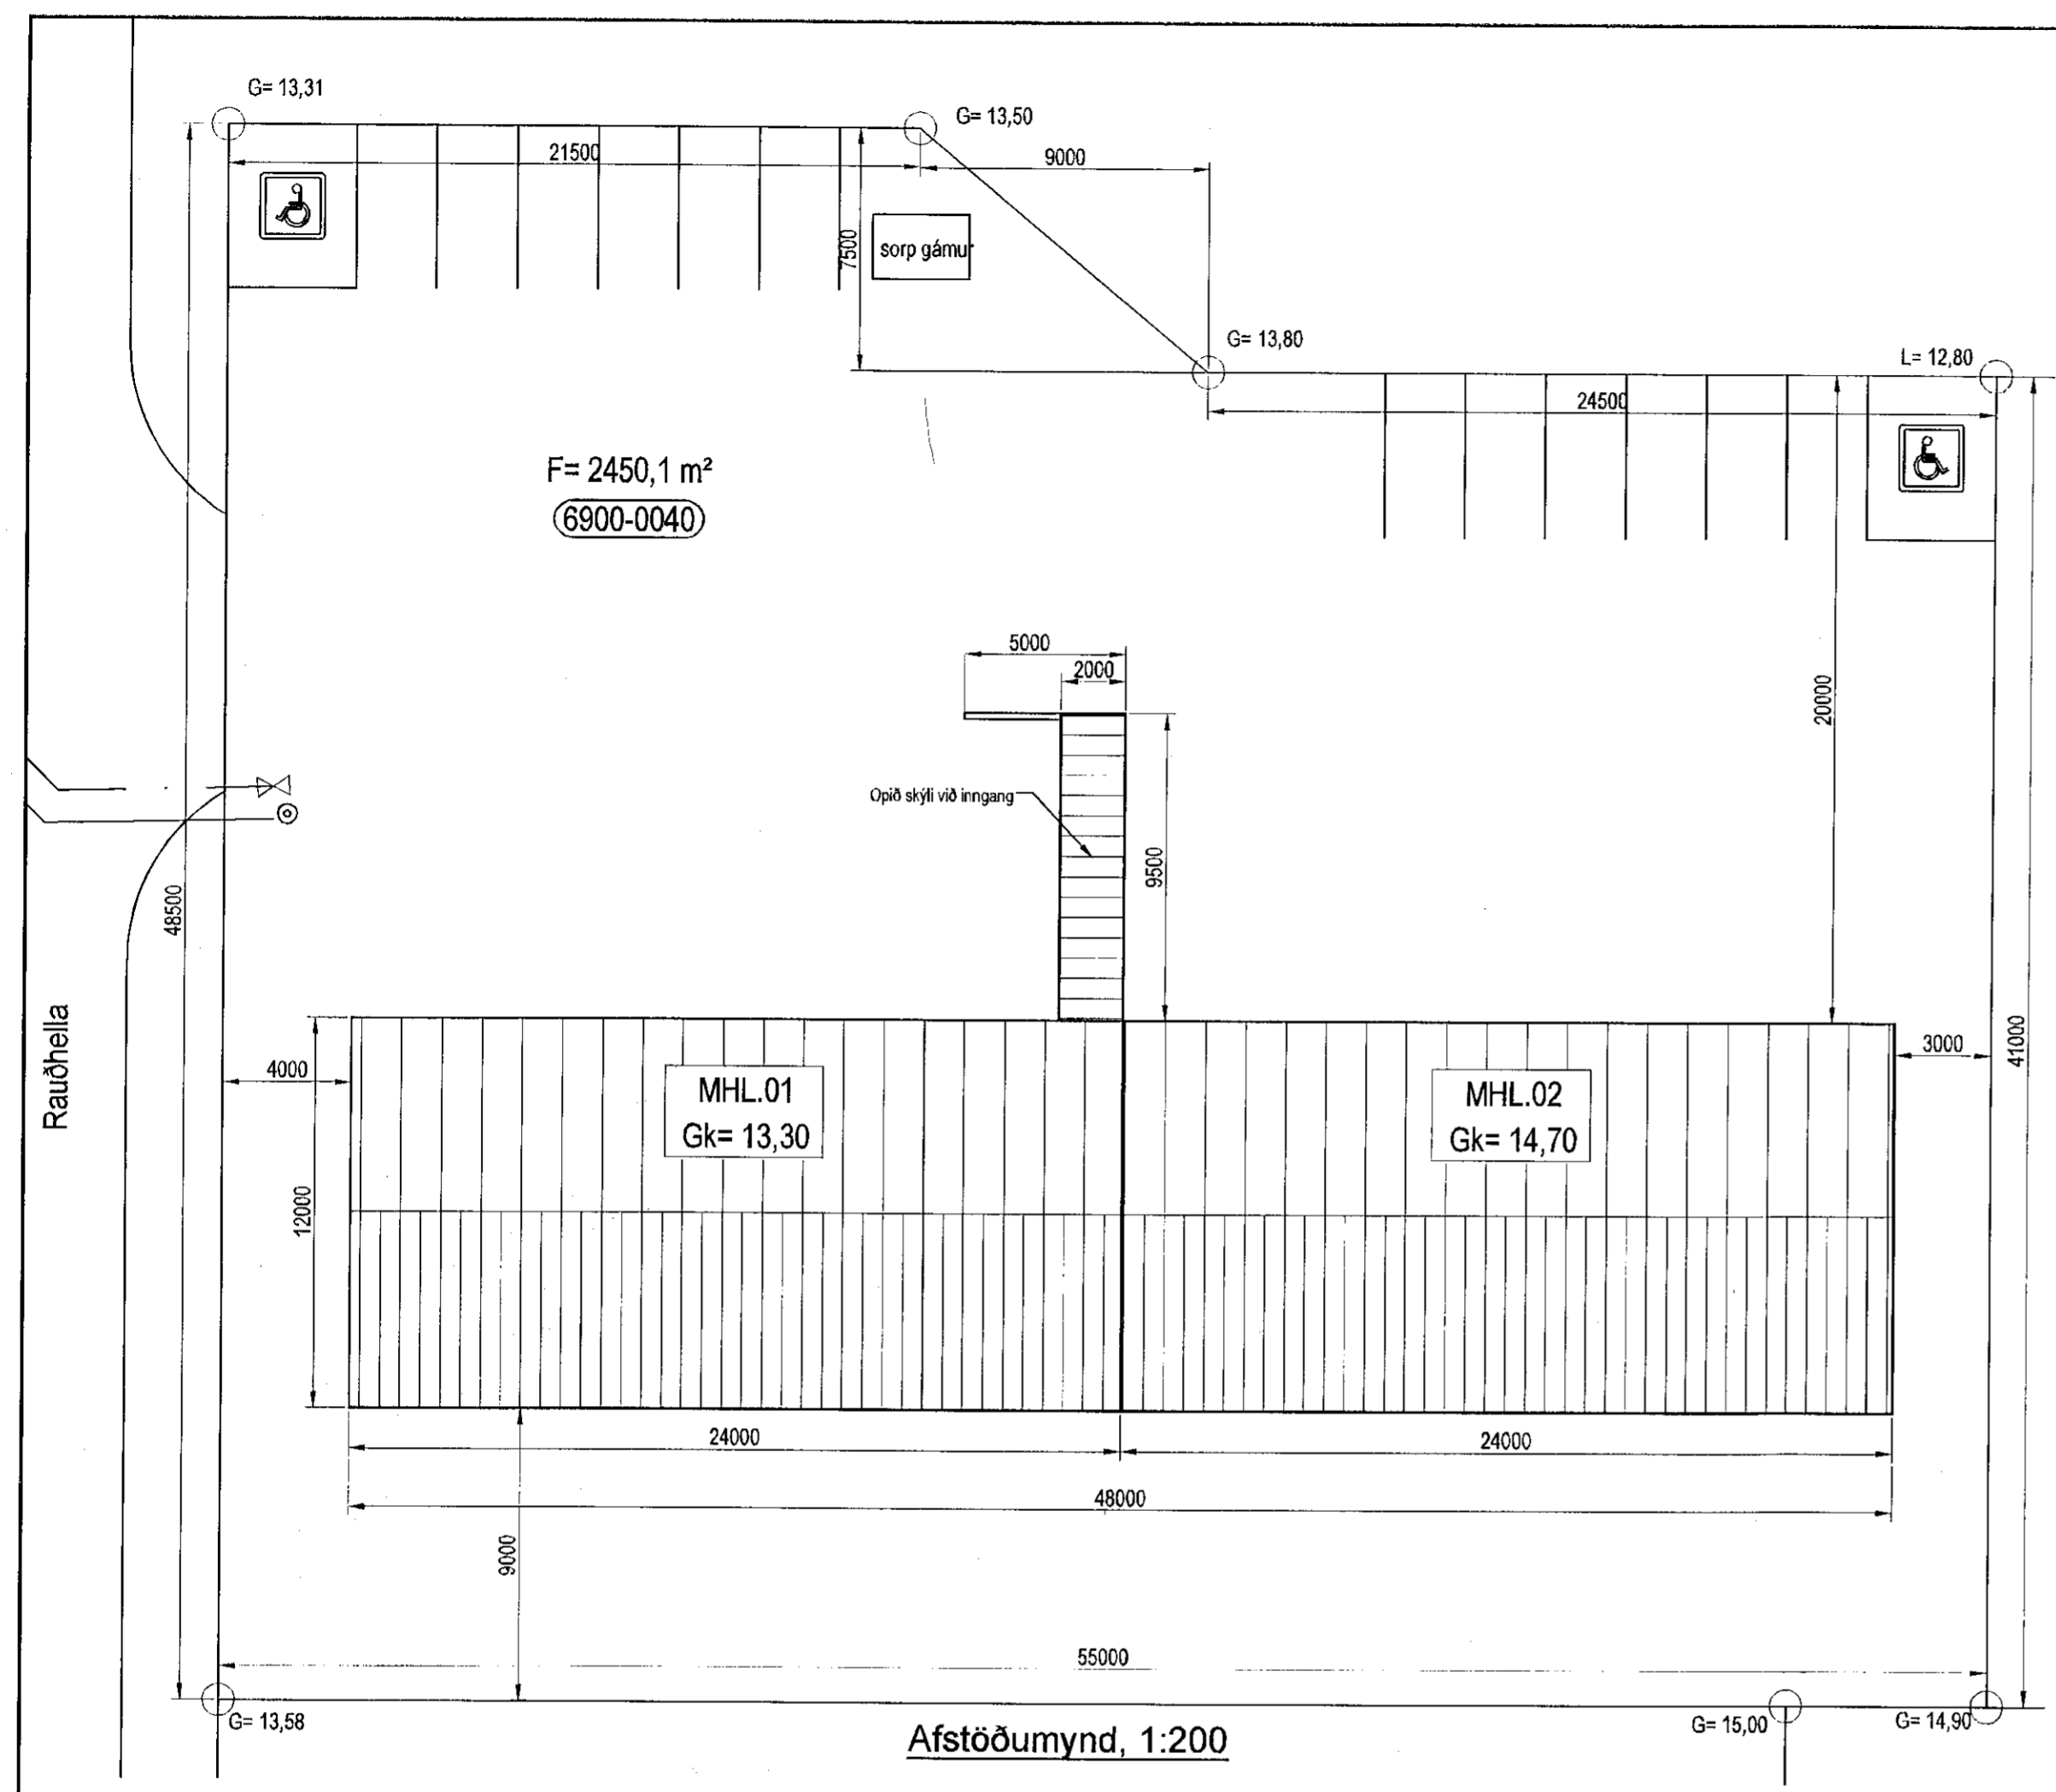 G= 13,31
G= 13,50
21500
9000
7500
sorp gámur
G= 13,80
L= 12,80
24500
F= 2450,1 m²
6900-0040
5000
2000
20000
Opið skýli við inngang
9500
48500
Rauðhella
4000
3000
41000
MHL.01
Gk= 13,30
MHL.02
Gk= 14,70
12000
24000
24000
48000
9000
55000
G= 13,58
G= 15,00
G= 14,90
Afstöðumynd, 1:200